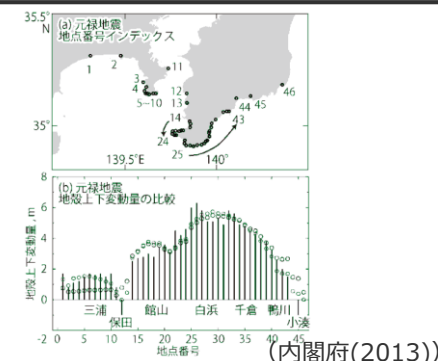 35.5°
N
(a) 元禄地震
地点番号インデックス
1
2
11
3
4
5−10
12
13
14
24
25
43
44
45
46
35°
139.5°E
140°
8
(b) 元禄地震
地殻上下変動量の比較
6
4
2
0
-2
地殻上下変動量, m
三浦
保田
館山
白浜
千倉
鴨川
小湊
0
5
10
15
20
25
30
35
40
45
地点番号
(内閣府(2013))